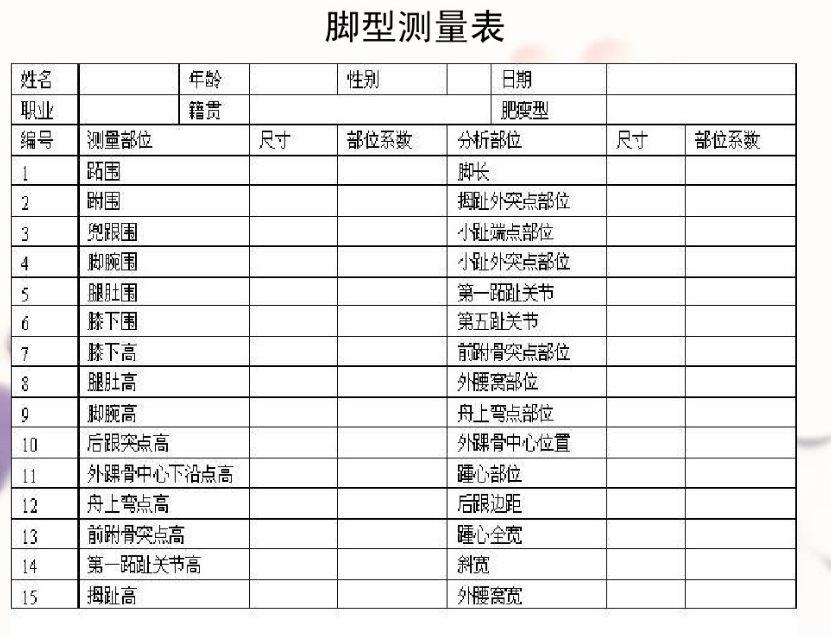 脚型测量表
姓名 年龄 性别 日期
职业 籍贯 肥瘦型
编号 测量部位 尺寸 部位系数 分析部位 尺寸 部位系数
1 跖围 脚长
2 跗围 拇趾外突点部位
3 兜跟围 小趾端点部位
4 脚腕围 小趾外突点部位
5 腿肚围 第一跖趾关节
6 膝下围 第五趾关节
7 膝下高 前跗骨突点部位
8 腿肚高 外腰窝部位
9 脚腕高 舟上弯点部位
10 后跟突点高 外踝骨中心位置
11 外踝骨中心下沿点高 踵心部位
12 舟上弯点高 后跟边距
13 前跗骨突点高 踵心全宽
14 第一跖趾关节高 斜宽
15 拇趾高 外腰窝宽